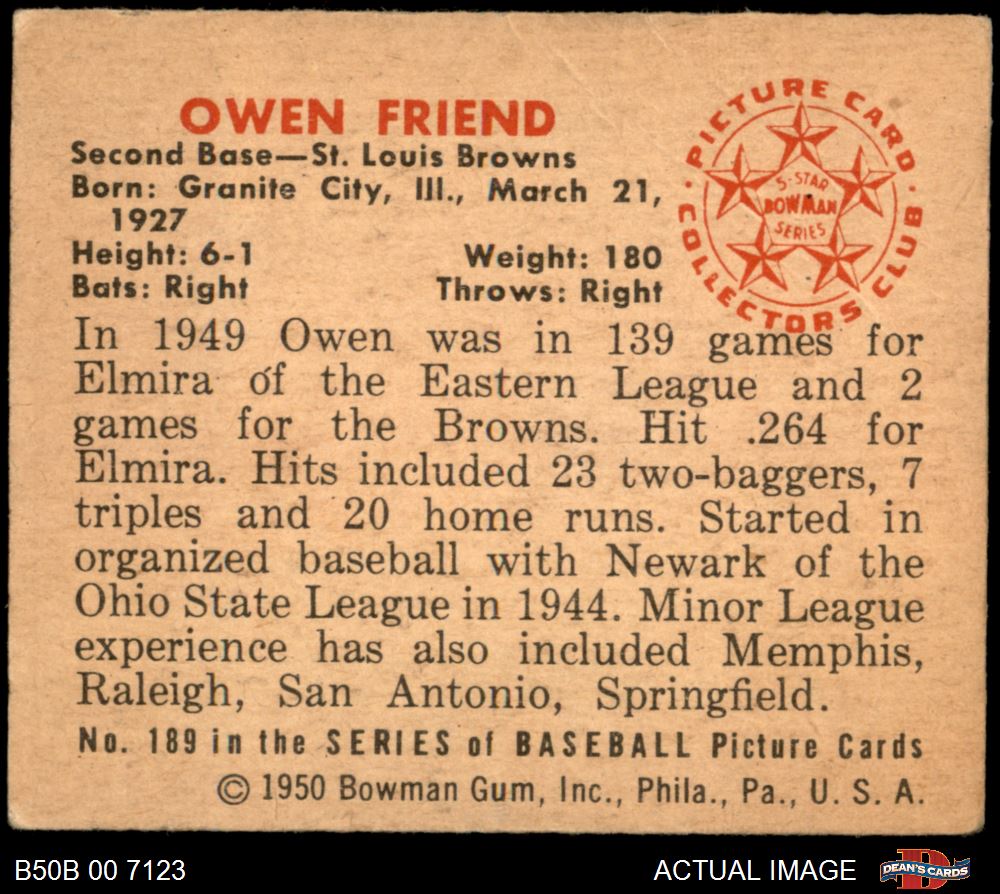 OWEN FRIEND
Second Base—St. Louis Browns
Born: Granite City, Ill., March 21,
1927
Height: 6-1 Weight: 180
Bats: Right Throws: Right
PICTURE CARD
COLLECTORS CLUB
5-STAR
BOWMAN
SERIES
In 1949 Owen was in 139 games for
Elmira of the Eastern League and 2
games for the Browns. Hit .264 for
Elmira. Hits included 23 two-baggers, 7
triples and 20 home runs. Started in
organized baseball with Newark of the
Ohio State League in 1944. Minor League
experience has also included Memphis,
Raleigh, San Antonio, Springfield.
No. 189 in the SERIES of BASEBALL Picture Cards
© 1950 Bowman Gum, Inc., Phila., Pa., U. S. A.
B50B 00 7123 ACTUAL IMAGE DEAN'S CARDS